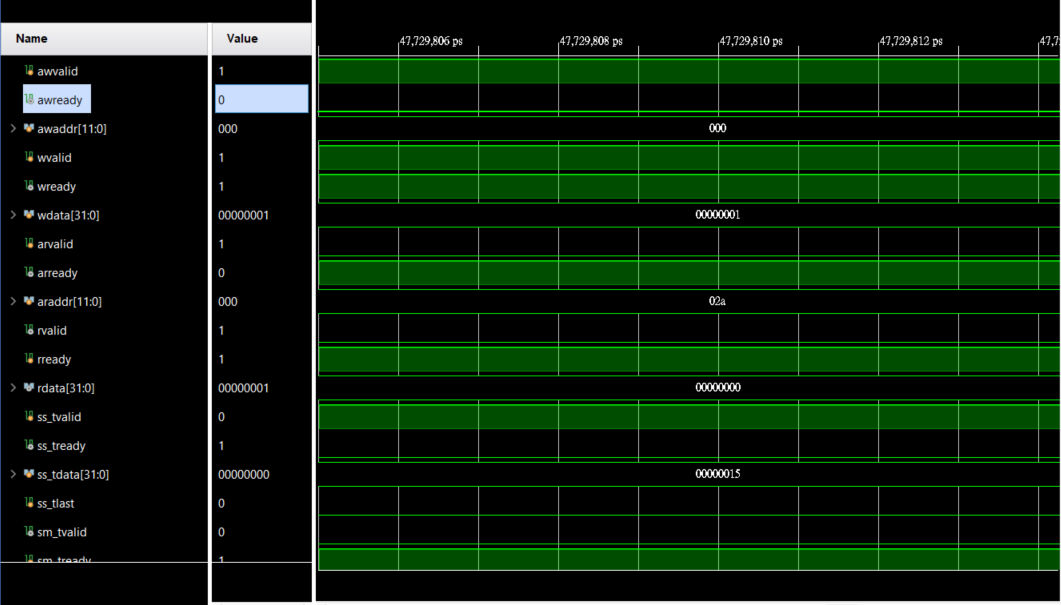 Name Value
47,729,806 ps 47,729,808 ps 47,729,810 ps 47,729,812 ps 47,7
awvalid 1
awready 0
awaddr[11:0] 000 000
wvalid 1
wready 1
wdata[31:0] 00000001 00000001
arvalid 1
arready 0
araddr[11:0] 000 02a
rvalid 1
rready 1
rdata[31:0] 00000001 00000000
ss_tvalid 0
ss_tready 1
ss_tdata[31:0] 00000000 00000015
ss_tlast 0
sm_tvalid 0
sm_tready 1